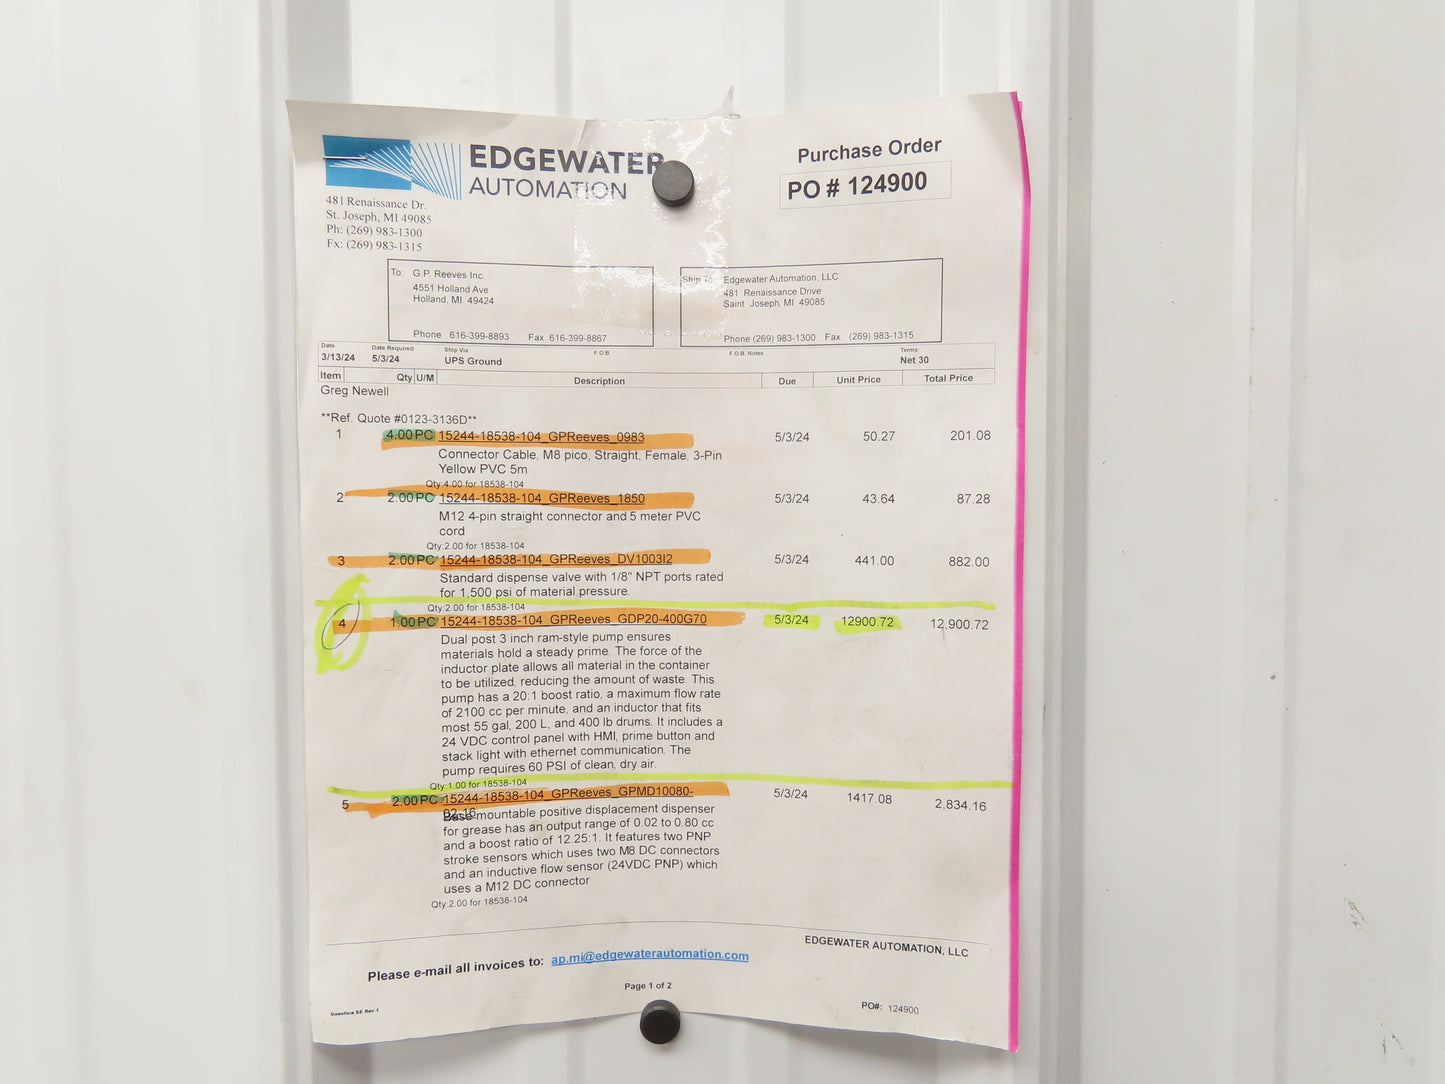 EDGEWATER
AUTOMATION
Purchase Order
PO # 124900
481 Renaissance Dr.
St. Joseph, MI 49085
Ph: (269) 983-1300
Fx: (269) 983-1315
To: G.P. Reeves Inc.
4551 Holland Ave
Holland, MI 49424
Phone 616-399-8893 Fax 616-399-8867
Ship To: Edgewater Automation, LLC
481 Renaissance Drive
Saint Joseph, MI 49085
Phone (269) 983-1300 Fax (269) 983-1315
Date Date Required Ship Via F.O.B. F.O.B. Notes Terms
3/13/24 5/3/24 UPS Ground Net 30
Item Qty U/M Description Due Unit Price Total Price
Greg Newell
**Ref. Quote #0123-3136D**
1 4.00 PC 15244-18538-104_GPReeves_0983 5/3/24 50.27 201.08
Connector Cable, M8 pico, Straight, Female, 3-Pin
Yellow PVC 5m
Qty:4.00 for 18538-104
2 2.00 PC 15244-18538-104_GPReeves_1850 5/3/24 43.64 87.28
M12 4-pin straight connector and 5 meter PVC
cord
Qty:2.00 for 18538-104
3 2.00 PC 15244-18538-104_GPReeves_DV1003I2 5/3/24 441.00 882.00
Standard dispense valve with 1/8" NPT ports rated
for 1,500 psi of material pressure.
Qty:2.00 for 18538-104
4 1.00 PC 15244-18538-104_GPReeves_GDP20-400G70 5/3/24 12900.72 12,900.72
Dual post 3 inch ram-style pump ensures
materials hold a steady prime. The force of the
inductor plate allows all material in the container
to be utilized, reducing the amount of waste. This
pump has a 20:1 boost ratio, a maximum flow rate
of 2100 cc per minute, and an inductor that fits
most 55 gal, 200 L, and 400 lb drums. It includes a
24 VDC control panel with HMI, prime button and
stack light with ethernet communication. The
pump requires 60 PSI of clean, dry air.
Qty:1.00 for 18538-104
5 2.00 PC 15244-18538-104_GPReeves_GPMD10080- 5/3/24 1417.08 2,834.16
02-16
Base mountable positive displacement dispenser
for grease has an output range of 0.02 to 0.80 cc
and a boost ratio of 12.25:1. It features two PNP
stroke sensors which uses two M8 DC connectors
and an inductive flow sensor (24VDC PNP) which
uses a M12 DC connector
Qty:2.00 for 18538-104
EDGEWATER AUTOMATION, LLC
Please e-mail all invoices to: ap.mi@edgewaterautomation.com
Page 1 of 2
Questica SE Rev 1
PO#: 124900